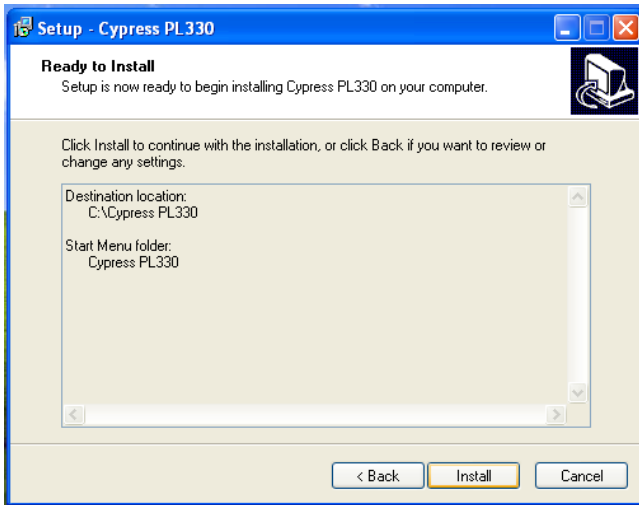 Setup - Cypress PL330
Ready to Install
Setup is now ready to begin installing Cypress PL330 on your computer.
Click Install to continue with the installation, or click Back if you want to review or
change any settings.
Destination location:
C:\Cypress PL330
Start Menu folder:
Cypress PL330
< Back
Install
Cancel